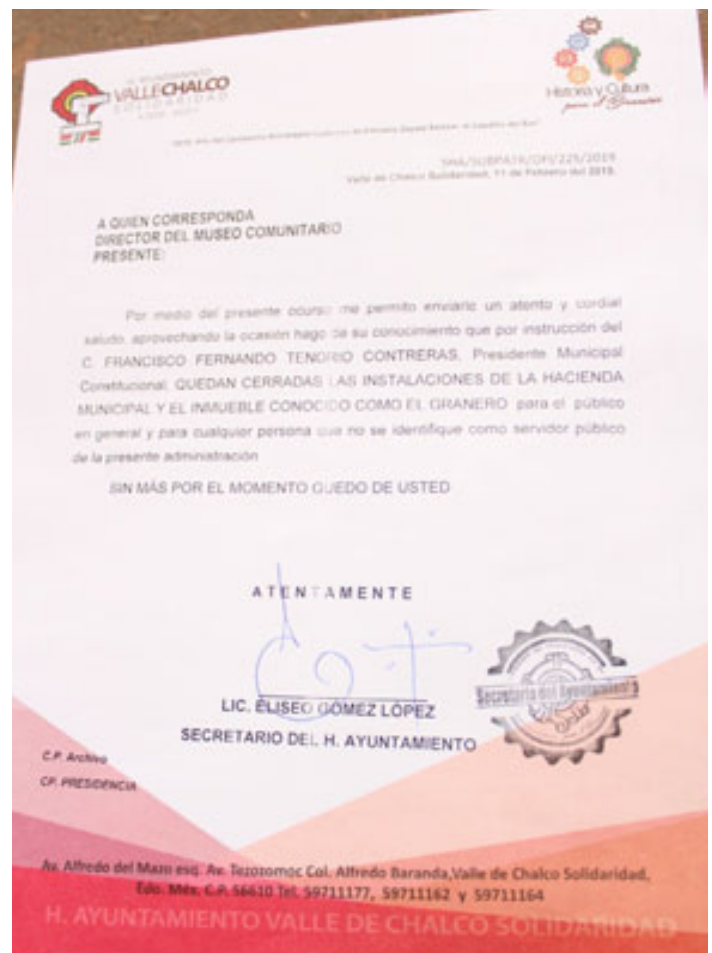 H. AYUNTAMIENTO
VALLECHALCO
SOLIDARIDAD
Historia y Cultura
para el Bienestar
/SUBPATR/OFI/225/2019
Valle de Chalco Solidaridad, 11 de Febrero del 2019.
A QUIEN CORRESPONDA
DIRECTOR DEL MUSEO COMUNITARIO
PRESENTE:
Por medio del presente ocurso me permito enviarle un atento y cordial
saludo, aprovechando la ocasión hago de su conocimiento que por instrucción del
C. FRANCISCO FERNANDO TENORIO CONTRERAS, Presidente Municipal
Constitucional, QUEDAN CERRADAS LAS INSTALACIONES DE LA HACIENDA
MUNICIPAL Y EL INMUEBLE CONOCIDO COMO EL GRANERO para el público
en general y para cualquier persona que no se identifique como servidor público
de la presente administración
SIN MÁS POR EL MOMENTO QUEDO DE USTED
ATENTAMENTE
LIC. ELISEO GÓMEZ LÓPEZ
SECRETARIO DEL H. AYUNTAMIENTO
Secretaría del Ayuntamiento
C.P. Archivo
CP. PRESIDENCIA
Av. Alfredo del Mazo esq. Av. Tezozomoc Col. Alfredo Baranda,Valle de Chalco Solidaridad,
Edo. Méx. C.P. 56610 Tel. 59711177, 59711162 y 59711164
H. AYUNTAMIENTO VALLE DE CHALCO SOLIDARIDAD